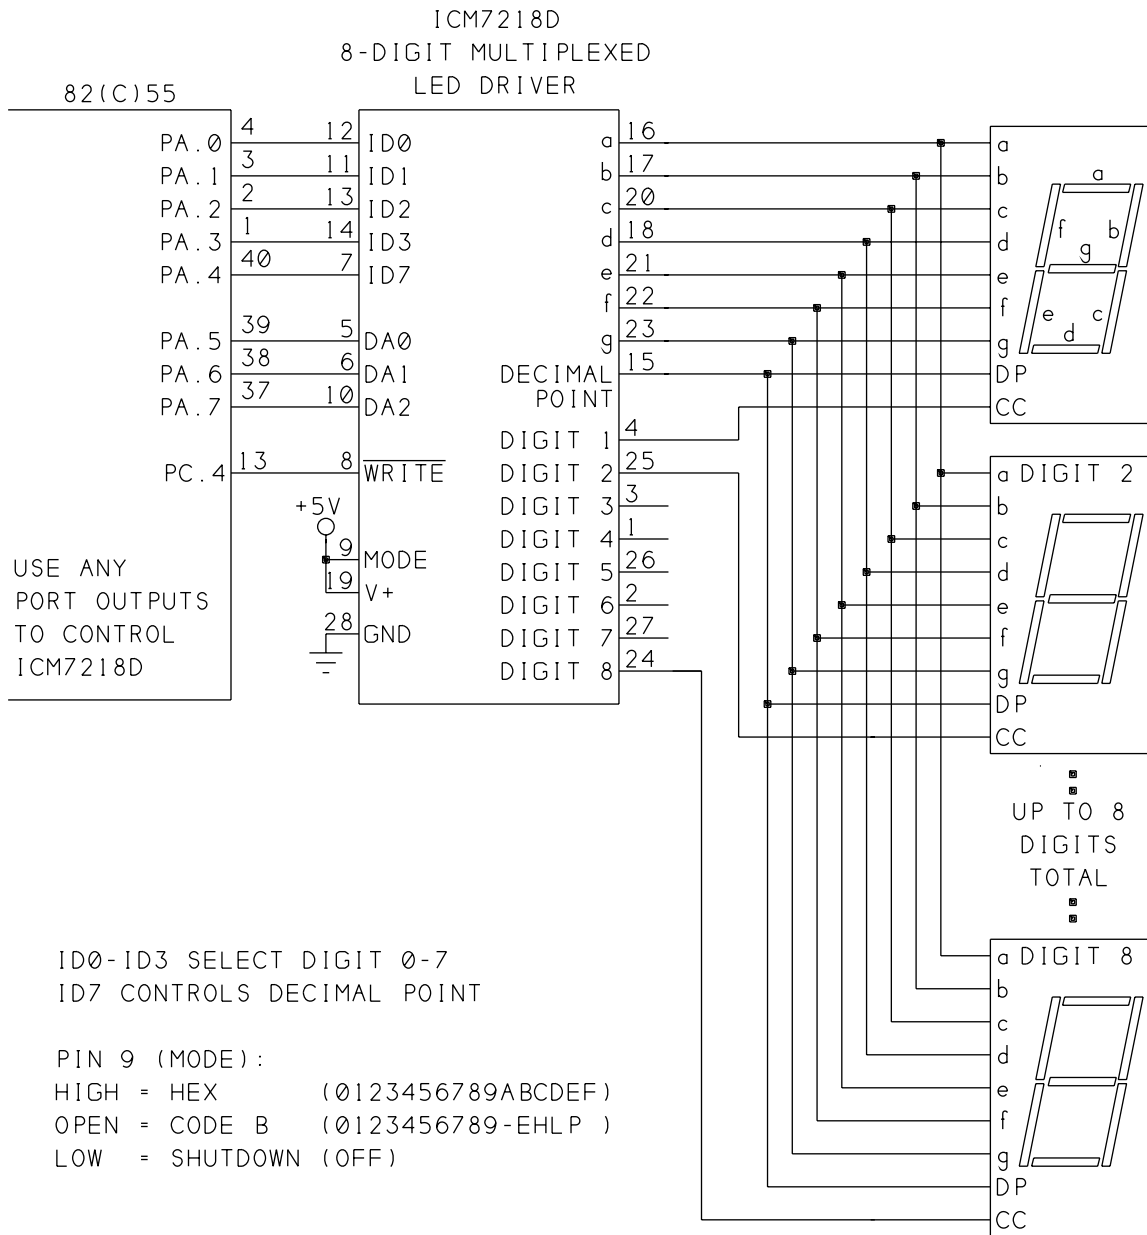 ICM7218D
8-DIGIT MULTIPLEXED
LED DRIVER
82(C)55
PA.0 4 12 ID0 a 16 a
PA.1 3 11 ID1 b 17 b
PA.2 2 13 ID2 c 20 c
PA.3 1 14 ID3 d 18 d
PA.4 40 7 ID7 e 21 e
f 22 f
PA.5 39 5 DA0 g 23 g
PA.6 38 6 DA1 DECIMAL 15 DP
POINT
PA.7 37 10 DA2 CC
a
f b
g
e c
d
DIGIT 1 4
PC.4 13 8 WRITE DIGIT 2 25 a DIGIT 2
+5V DIGIT 3 3 b
DIGIT 4 1 c
9 MODE DIGIT 5 26 d
19 V+ DIGIT 6 2 e
28 GND DIGIT 7 27 f
DIGIT 8 24 g
DP
CC
USE ANY
PORT OUTPUTS
TO CONTROL
ICM7218D
UP TO 8
DIGITS
TOTAL
a DIGIT 8
b
c
d
e
f
g
DP
CC
ID0-ID3 SELECT DIGIT 0-7
ID7 CONTROLS DECIMAL POINT
PIN 9 (MODE):
HIGH = HEX (0123456789ABCDEF)
OPEN = CODE B (0123456789-EHLP )
LOW = SHUTDOWN (OFF)